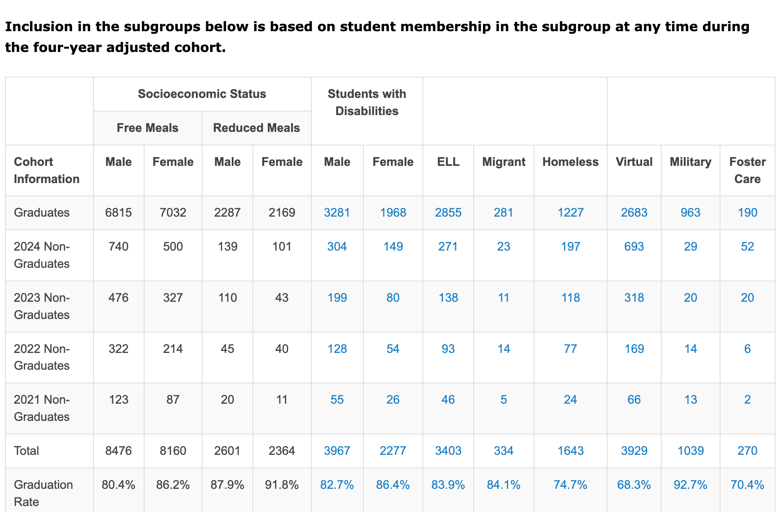 Inclusion in the subgroups below is based on student membership in the subgroup at any time during
the four-year adjusted cohort.
Socioeconomic Status Students with
Disabilities
Free Meals Reduced Meals
Cohort Male Female Male Female Male Female ELL Migrant Homeless Virtual Military Foster
Information Care
Graduates 6815 7032 2287 2169 3281 1968 2855 281 1227 2683 963 190
2024 Non- 740 500 139 101 304 149 271 23 197 693 29 52
Graduates
2023 Non- 476 327 110 43 199 80 138 11 118 318 20 20
Graduates
2022 Non- 322 214 45 40 128 54 93 14 77 169 14 6
Graduates
2021 Non- 123 87 20 11 55 26 46 5 24 66 13 2
Graduates
Total 8476 8160 2601 2364 3967 2277 3403 334 1643 3929 1039 270
Graduation 80.4% 86.2% 87.9% 91.8% 82.7% 86.4% 83.9% 84.1% 74.7% 68.3% 92.7% 70.4%
Rate